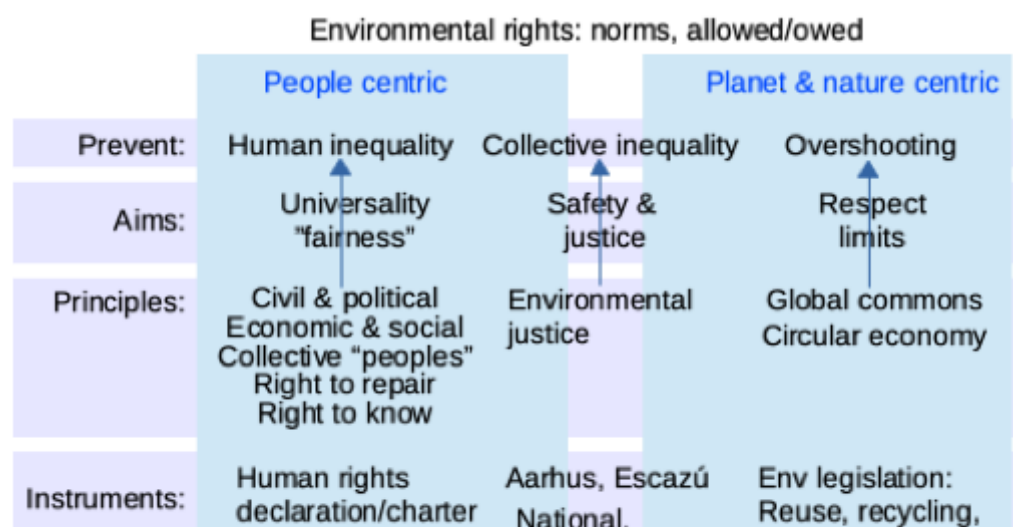 Environmental rights: norms, allowed/owed
People centric
Planet & nature centric
Prevent:
Human inequality
Collective inequality
Overshooting
Aims:
Universality
”fairness”
Safety &
justice
Respect
limits
Principles:
Civil & political
Economic & social
Collective “peoples”
Right to repair
Right to know
Environmental
justice
Global commons
Circular economy
Instruments:
Human rights
declaration/charter
Aarhus, Escazú
National,
Env legislation:
Reuse, recycling,